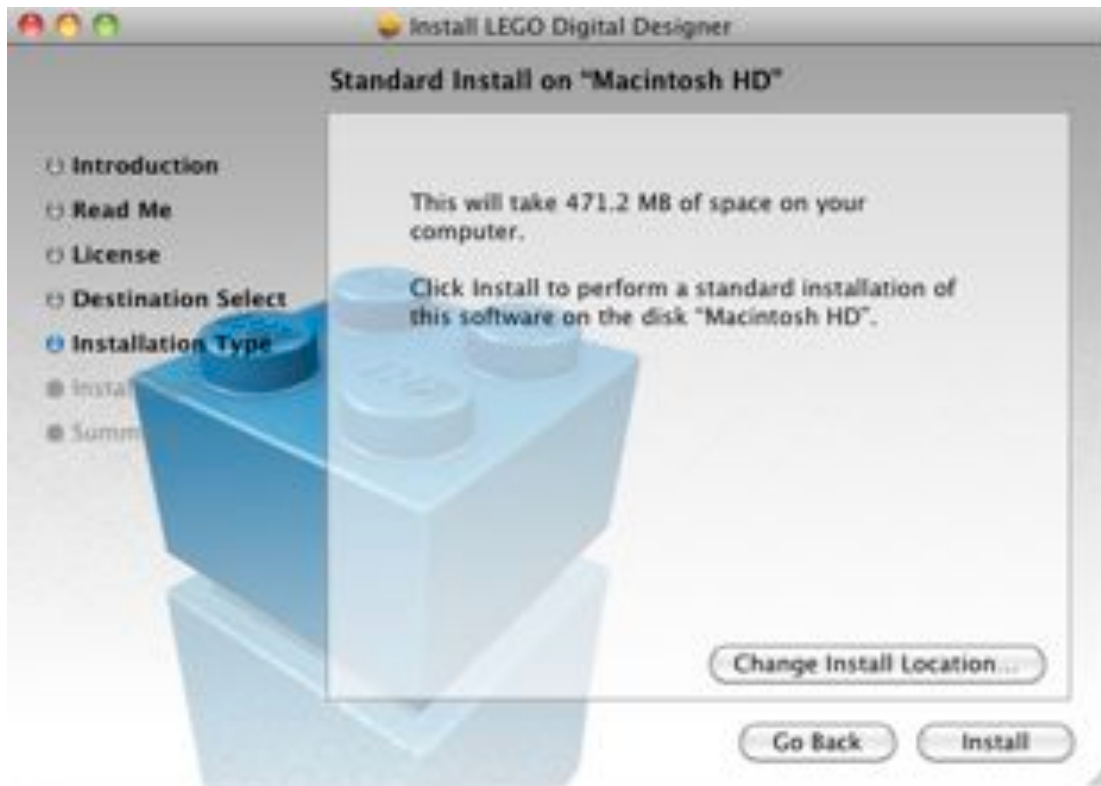 Install LEGO Digital Designer
Standard Install on “Macintosh HD”
Introduction
Read Me
License
Destination Select
Installation Type
This will take 471.2 MB of space on your
computer.
Click Install to perform a standard installation of
this software on the disk “Macintosh HD”.
Change Install Location...
Go Back
Install